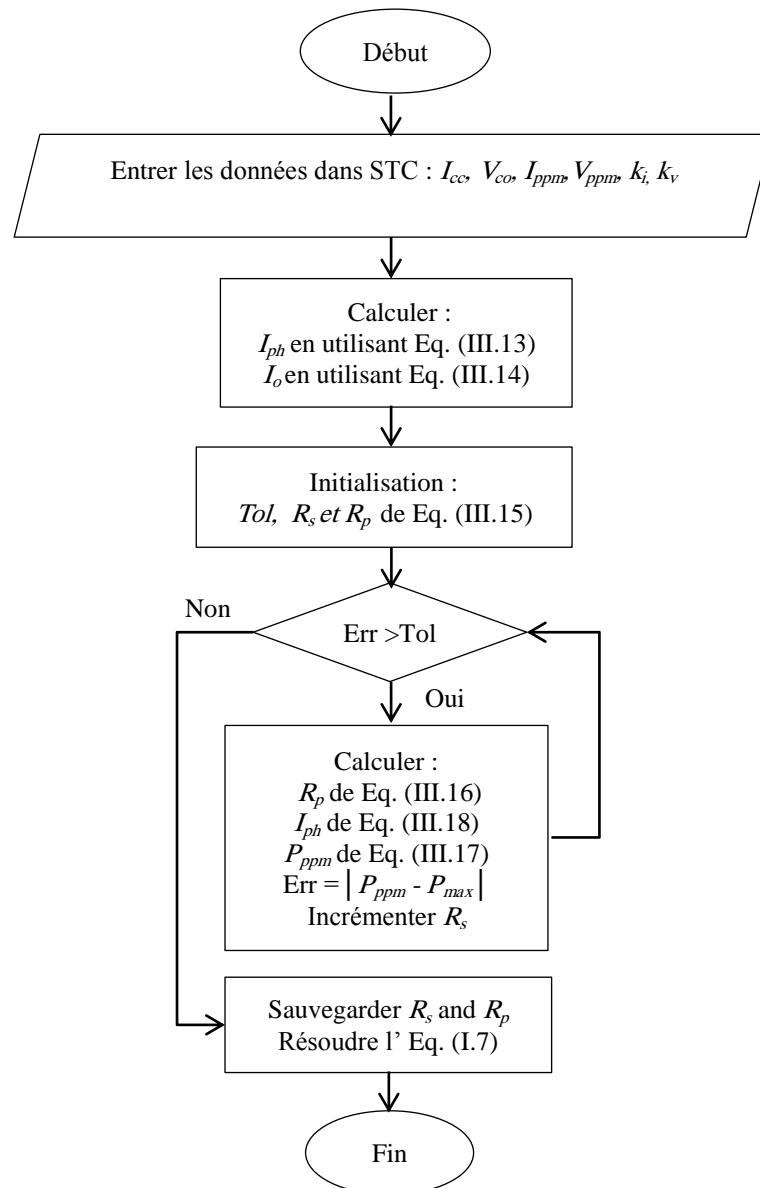 Début
Entrer les données dans STC : Icc, Vco, Ippm, Vppm, ki, kv
Calculer :
Iph en utilisant Eq. (III.13)
Io en utilisant Eq. (III.14)
Initialisation :
Tol, Rs et Rp de Eq. (III.15)
Non
Err >Tol
Oui
Calculer :
Rp de Eq. (III.16)
Iph de Eq. (III.18)
Pppm de Eq. (III.17)
Err = | Pppm - Pmax |
Incrémenter Rs
Sauvegarder Rs and Rp
Résoudre l’ Eq. (I.7)
Fin